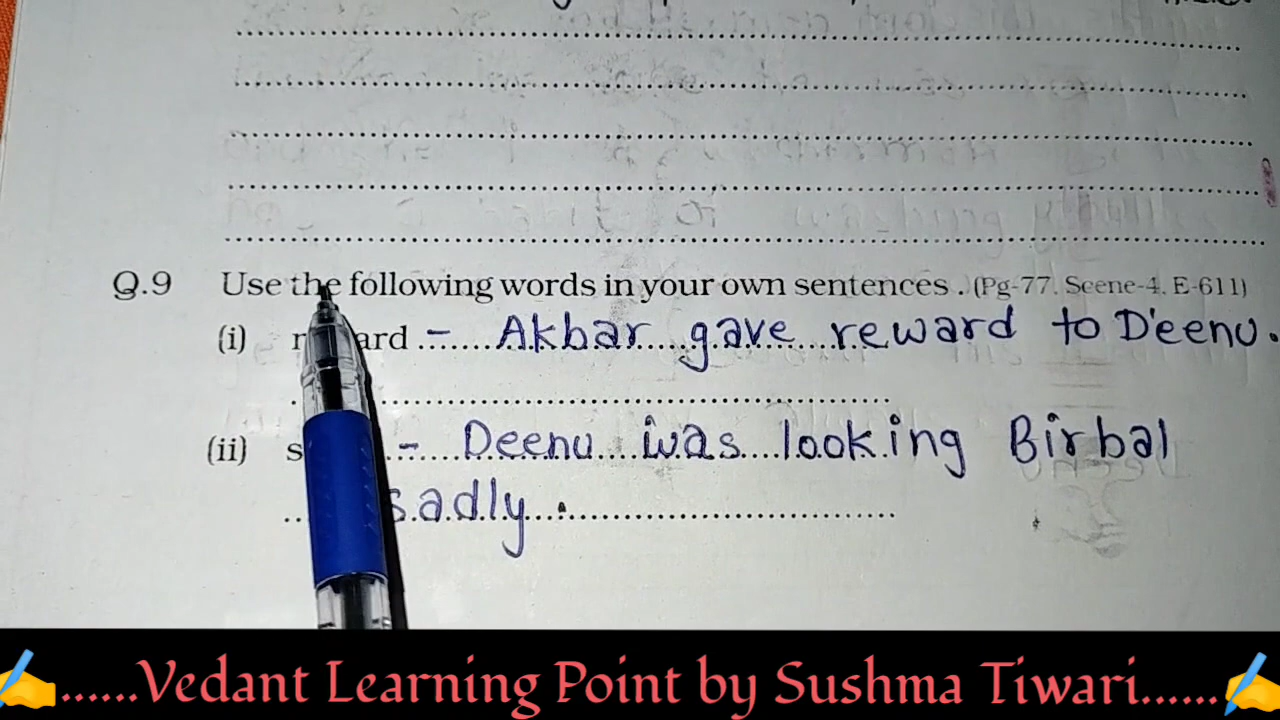 Q.9 Use the following words in your own sentences . (Pg-77. Scene-4. E-611)
(i) reward - Akbar gave reward to Deenu.
(ii) - Deenu was looking Birbal
sadly .
✍......Vedant Learning Point by Sushma Tiwari......✍